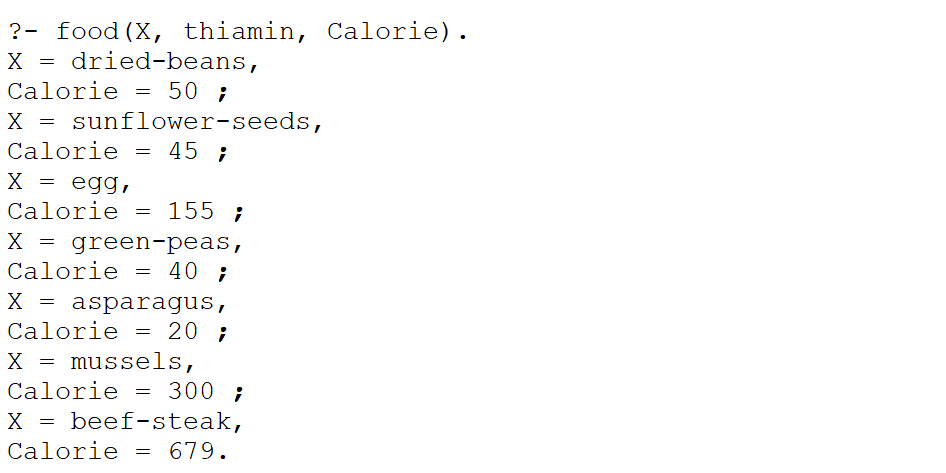 ?- food(X, thiamin, Calorie).
X = dried-beans,
Calorie = 50 ;
X = sunflower-seeds,
Calorie = 45 ;
X = egg,
Calorie = 155 ;
X = green-peas,
Calorie = 40 ;
X = asparagus,
Calorie = 20 ;
X = mussels,
Calorie = 300 ;
X = beef-steak,
Calorie = 679.